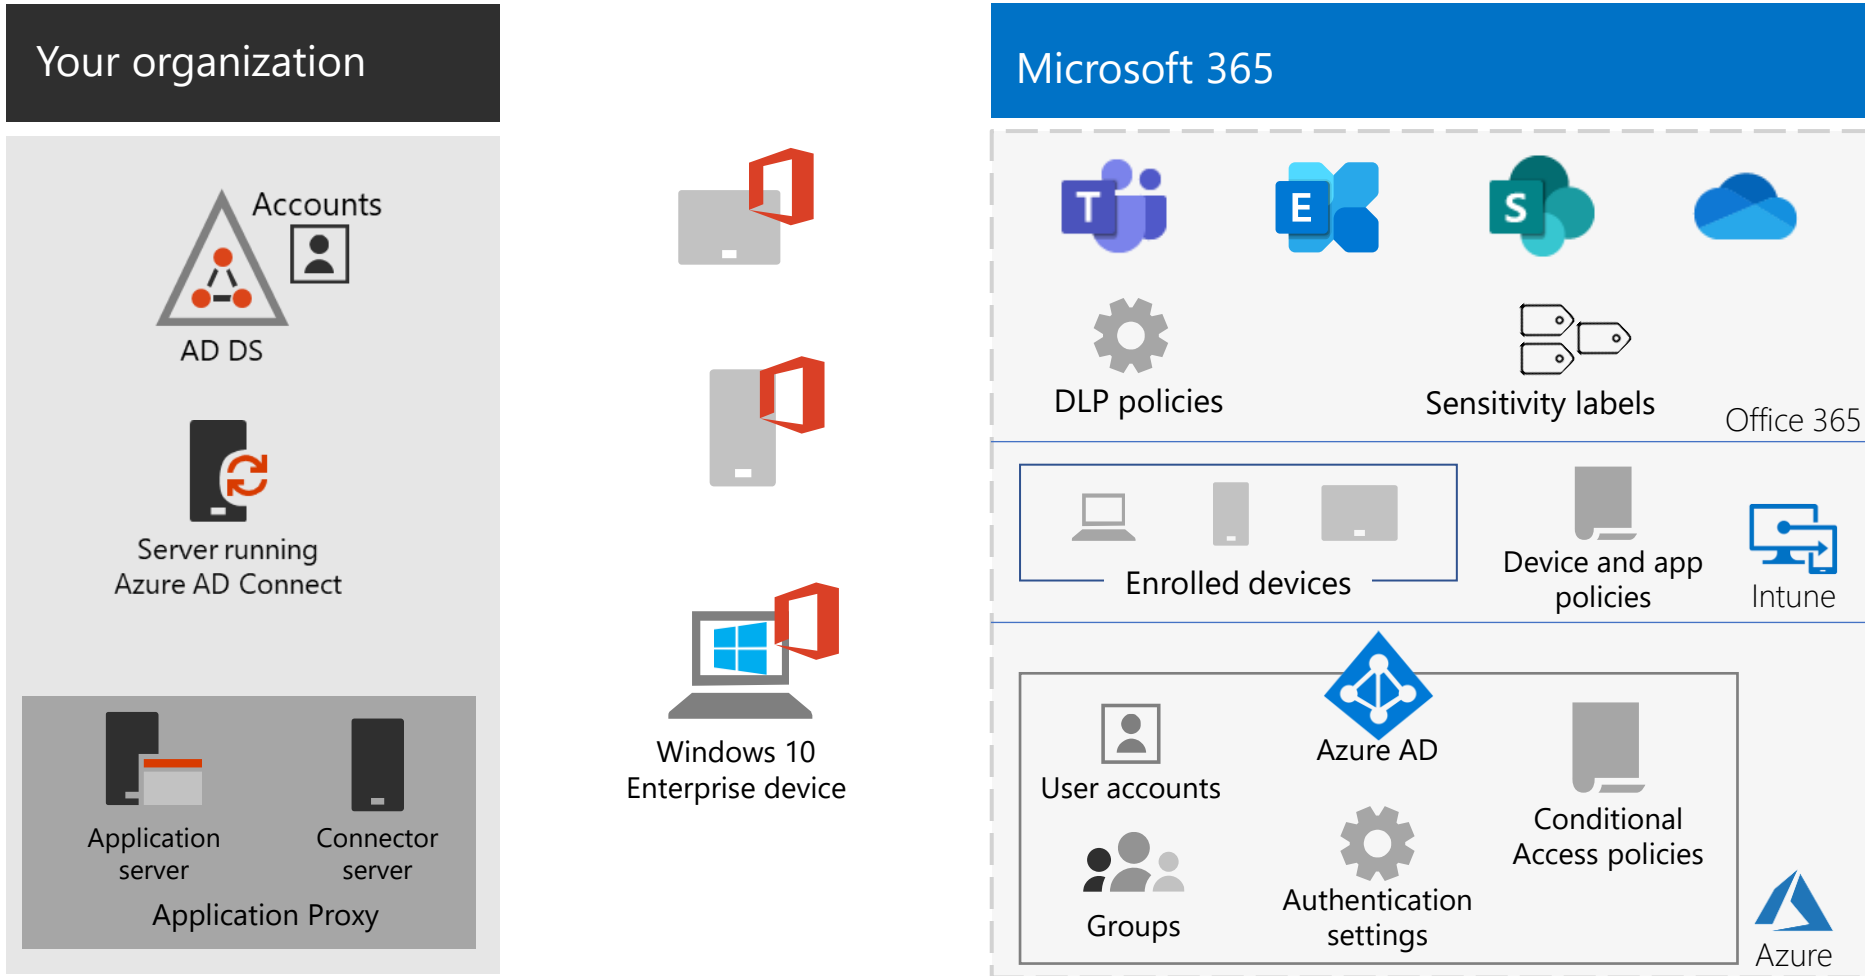 Your organization
Accounts
AD DS
Server running
Azure AD Connect
Application
server
Connector
server
Application Proxy
Windows 10
Enterprise device
Microsoft 365
T
E
S
DLP policies
Sensitivity labels
Office 365
Enrolled devices
Device and app
policies
Intune
Azure AD
User accounts
Groups
Authentication
settings
Conditional
Access policies
Azure